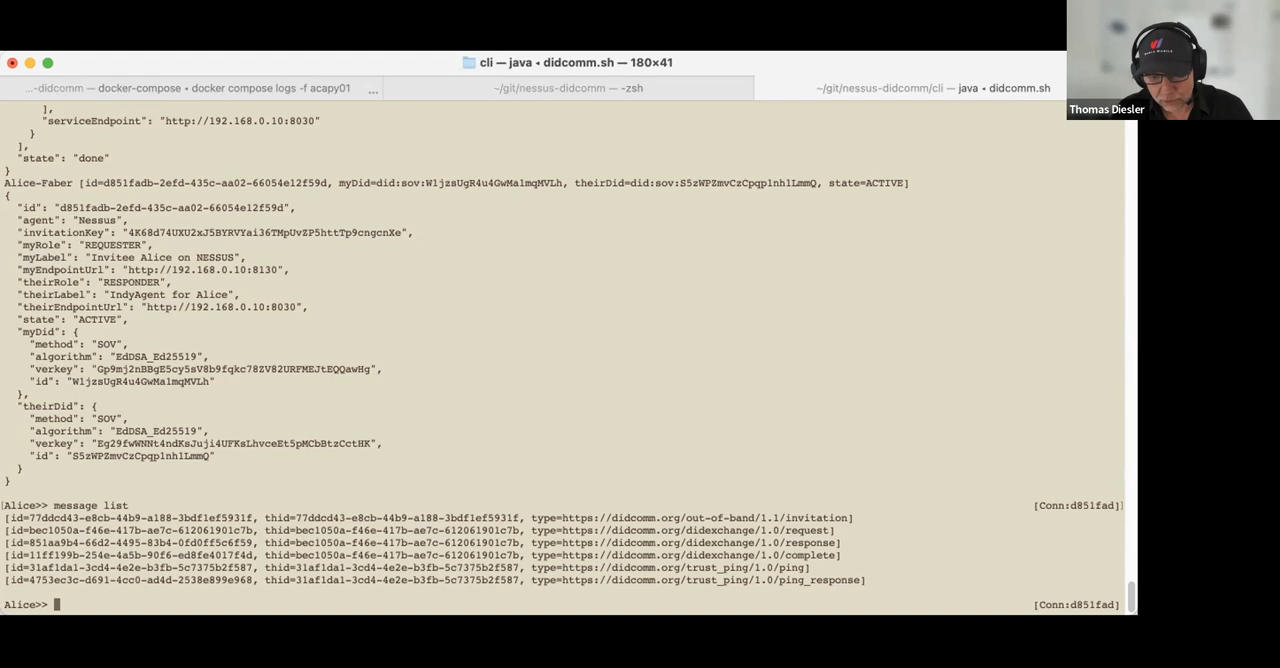 cli — java ◂ didcomm.sh — 180×41
...-didcomm — docker-compose ◂ docker compose logs -f acapy01 ...
~/git/nessus-didcomm — -zsh
~/git/nessus-didcomm/cli — java ◂ didcomm.sh
Thomas Diesler
],
"serviceEndpoint": "http://192.168.0.10:8030"
}
],
"state": "done"
}
Alice-Faber [id=d851fadb-2efd-435c-aa02-66054e12f59d, myDid=did:sov:W1jzsUgR4u4GwMa1mqMVLh, theirDid=did:sov:S5zWPZmvCzCpqp1nh1LmmQ, state=ACTIVE]
{
"id": "d851fadb-2efd-435c-aa02-66054e12f59d",
"agent": "Nessus",
"invitationKey": "4K68d74UXU2xJ5BYRVYai36TMpUvZP5httTp9cngcnXe",
"myRole": "REQUESTER",
"myLabel": "Invitee Alice on NESSUS",
"myEndpointUrl": "http://192.168.0.10:8130",
"theirRole": "RESPONDER",
"theirLabel": "IndyAgent for Alice",
"theirEndpointUrl": "http://192.168.0.10:8030",
"state": "ACTIVE",
"myDid": {
"method": "SOV",
"algorithm": "EdDSA_Ed25519",
"verkey": "Gp9mj2nBBgE5cy5sV8b9fqkc78ZV82URFMEJtEQQawHg",
"id": "W1jzsUgR4u4GwMa1mqMVLh"
},
"theirDid": {
"method": "SOV",
"algorithm": "EdDSA_Ed25519",
"verkey": "Eg29fwWNNt4ndKsJuji4UFKsLhvceEt5pMCbBtzCctHK",
"id": "S5zWPZmvCzCpqp1nh1LmmQ"
}
}
[Alice>> message list [Conn:d851fad]]
[id=77ddcd43-e8cb-44b9-a188-3bdf1ef5931f, thid=77ddcd43-e8cb-44b9-a188-3bdf1ef5931f, type=https://didcomm.org/out-of-band/1.1/invitation]
[id=bec1050a-f46e-417b-ae7c-612061901c7b, thid=bec1050a-f46e-417b-ae7c-612061901c7b, type=https://didcomm.org/didexchange/1.0/request]
[id=851aa9b4-66d2-4495-83b4-0fd0ff5c6f59, thid=bec1050a-f46e-417b-ae7c-612061901c7b, type=https://didcomm.org/didexchange/1.0/response]
[id=11ff199b-254e-4a5b-90f6-ed8fe4017f4d, thid=bec1050a-f46e-417b-ae7c-612061901c7b, type=https://didcomm.org/didexchange/1.0/complete]
[id=31af1da1-3cd4-4e2e-b3fb-5c7375b2f587, thid=31af1da1-3cd4-4e2e-b3fb-5c7375b2f587, type=https://didcomm.org/trust_ping/1.0/ping]
[id=4753ec3c-d691-4cc0-ad4d-2538e899e968, thid=31af1da1-3cd4-4e2e-b3fb-5c7375b2f587, type=https://didcomm.org/trust_ping/1.0/ping_response]
Alice>> [Conn:d851fad]